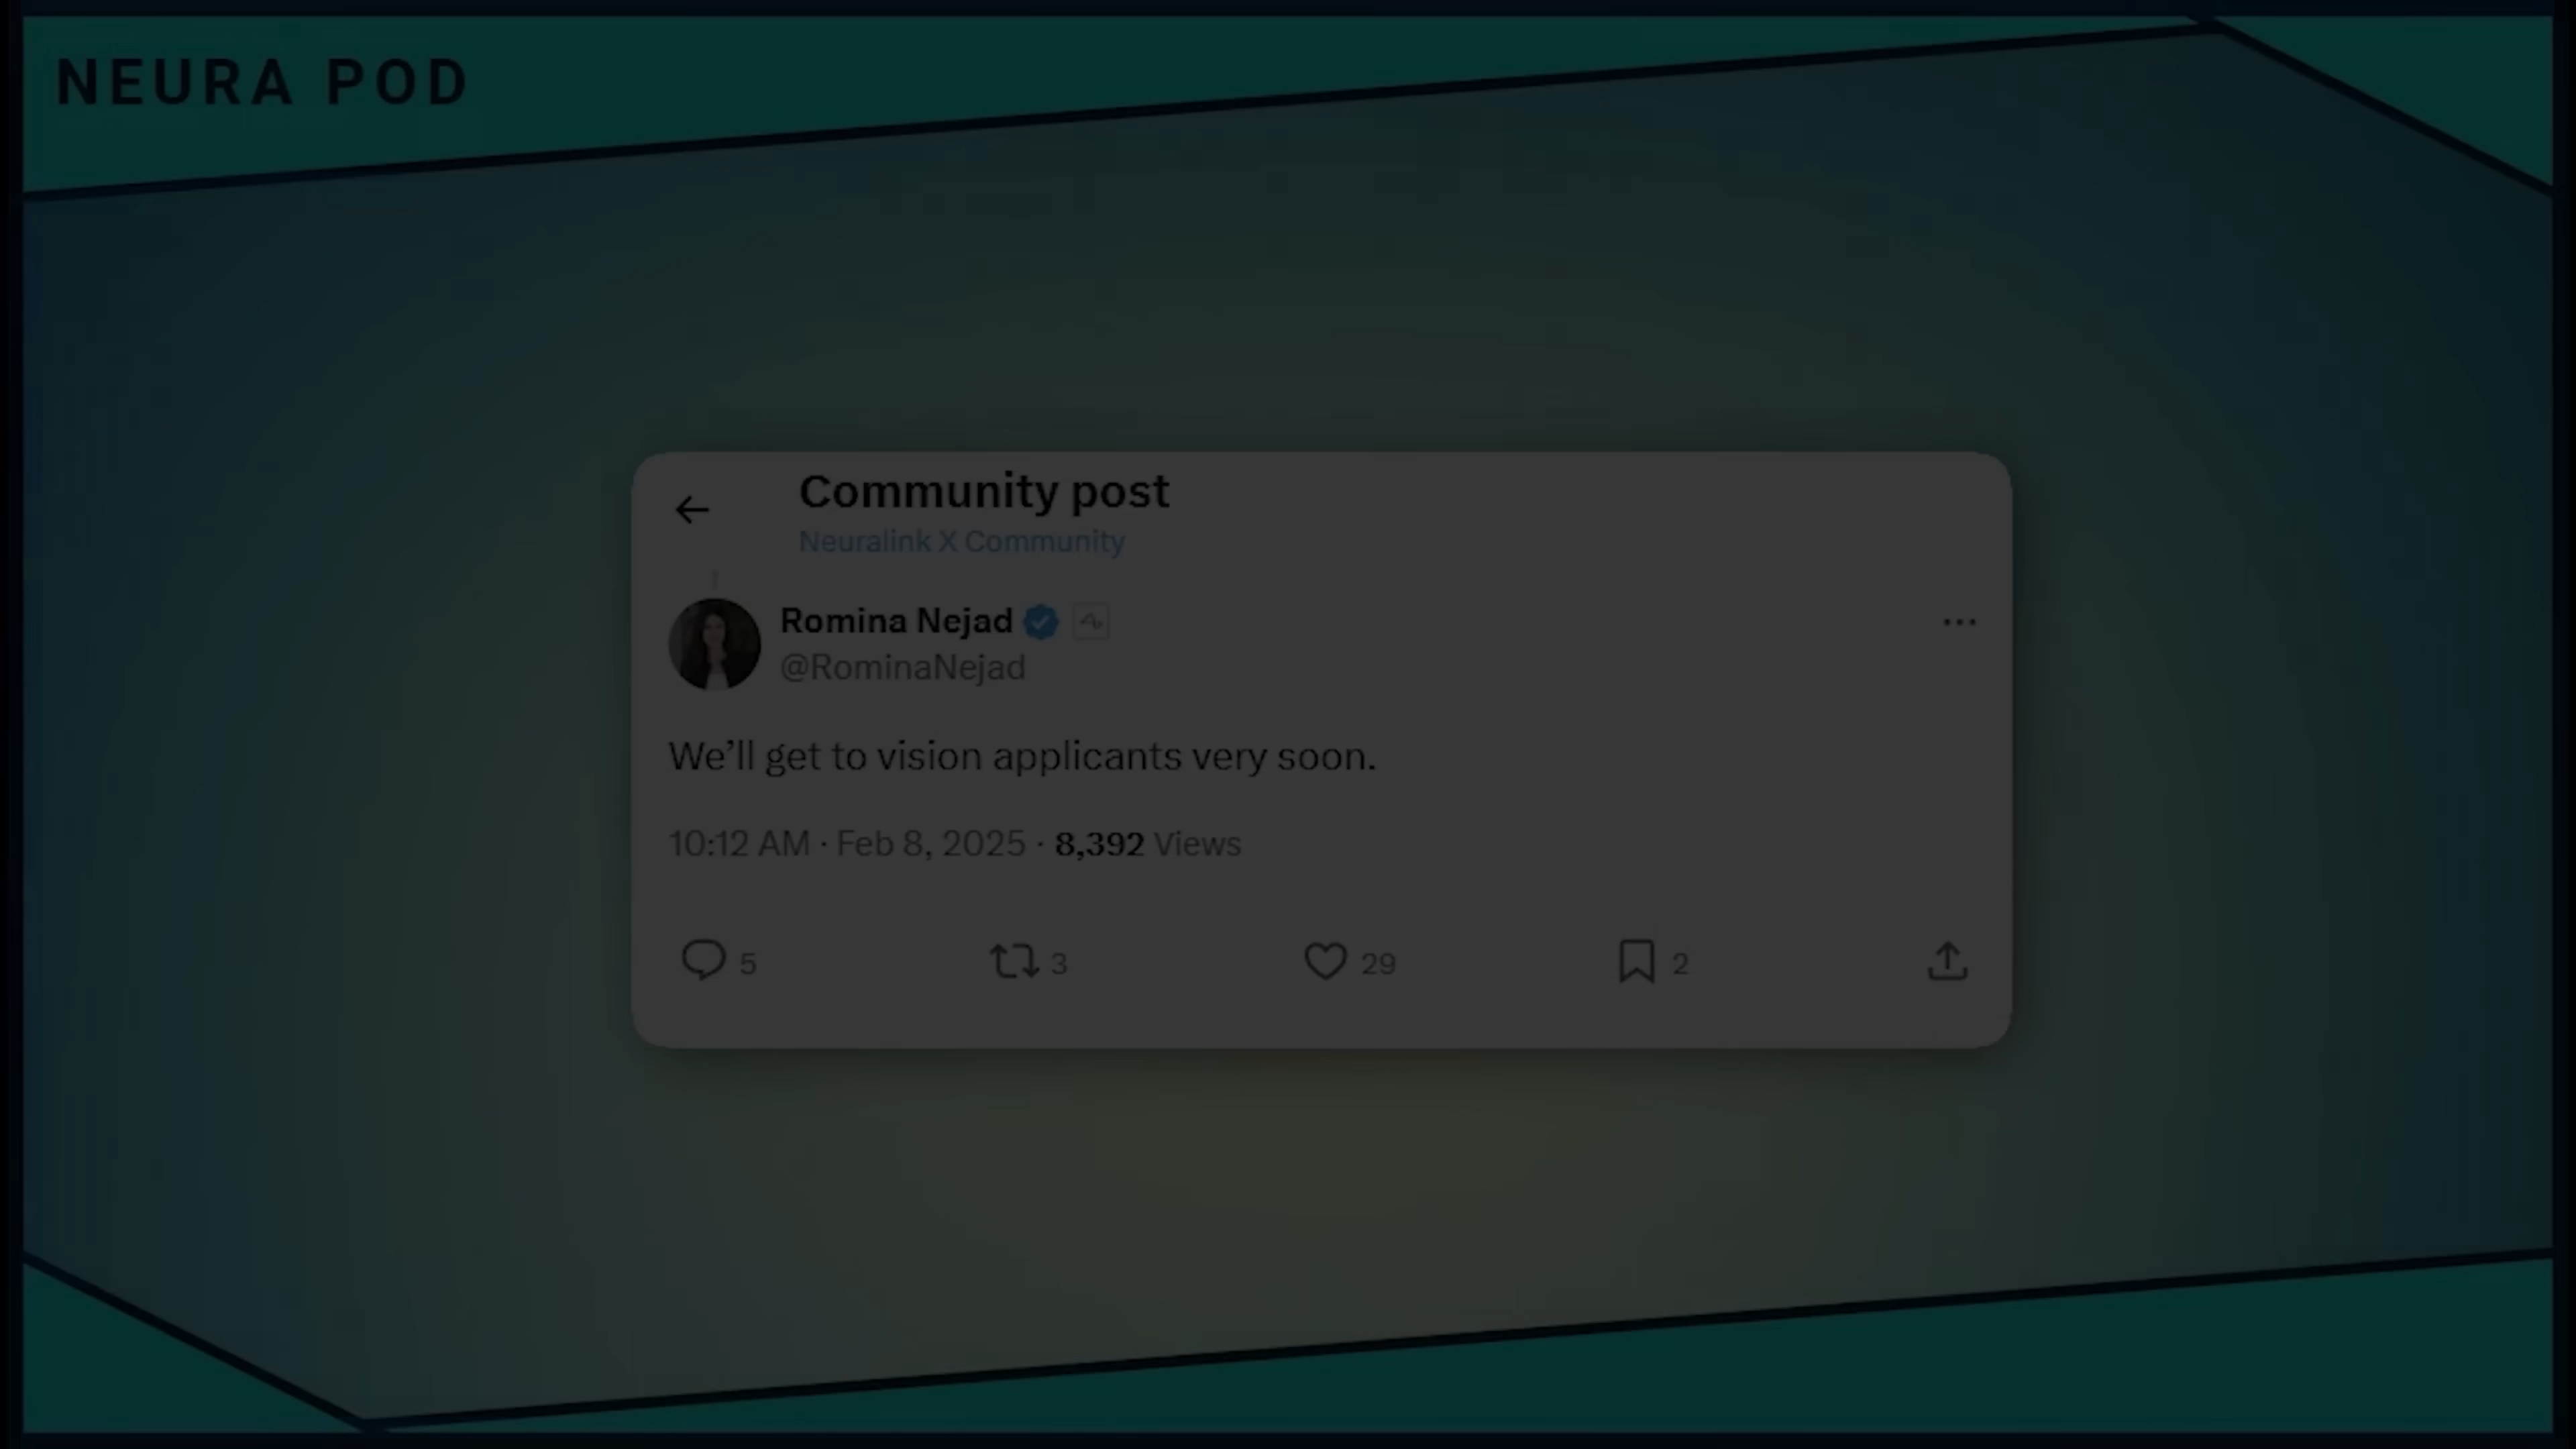 NEURA POD
Community post
Neuralink X Community
Romina Nejad
@RominaNejad
We’ll get to vision applicants very soon.
10:12 AM · Feb 8, 2025 · 8,392 Views
5 3 29 2